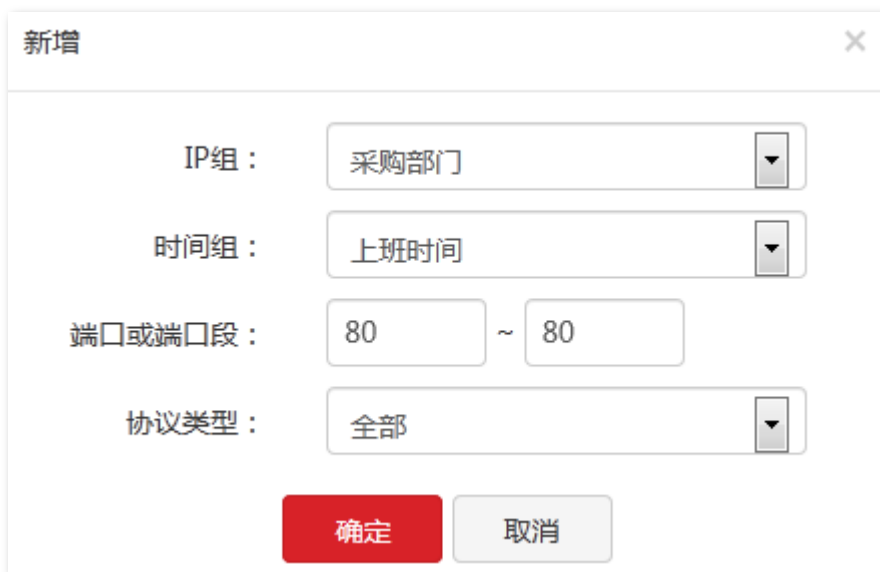 新增
IP组： 采购部门
时间组： 上班时间
端口或端口段： 80 ~ 80
协议类型： 全部
确定 取消